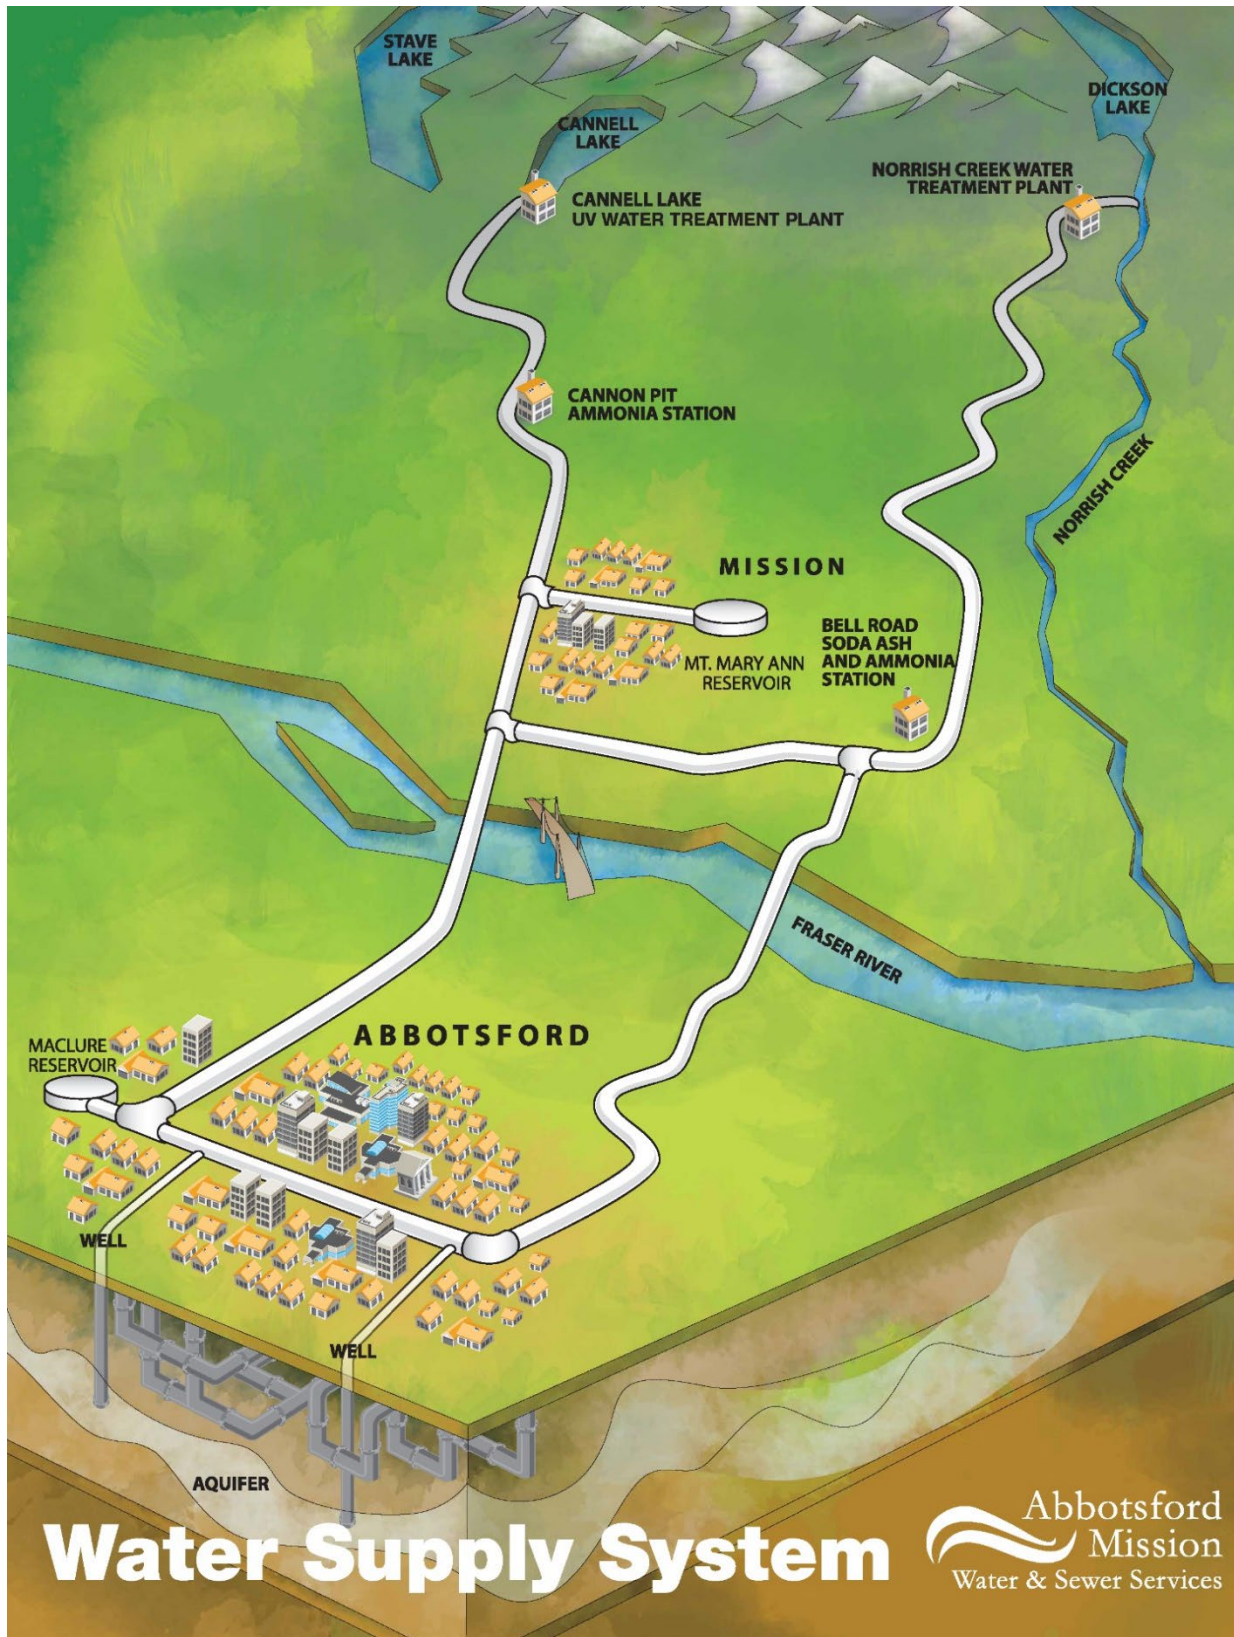 STAVE
LAKE
DICKSON
LAKE
CANNELL
LAKE
NORRISH CREEK WATER
TREATMENT PLANT
CANNELL LAKE
UV WATER TREATMENT PLANT
CANNON PIT
AMMONIA STATION
NORRISH CREEK
MISSION
BELL ROAD
SODA ASH
AND AMMONIA
STATION
MT. MARY ANN
RESERVOIR
FRASER RIVER
ABBOTSFORD
MACLURE
RESERVOIR
WELL
WELL
AQUIFER
Water Supply System
Abbotsford
Mission
Water & Sewer Services